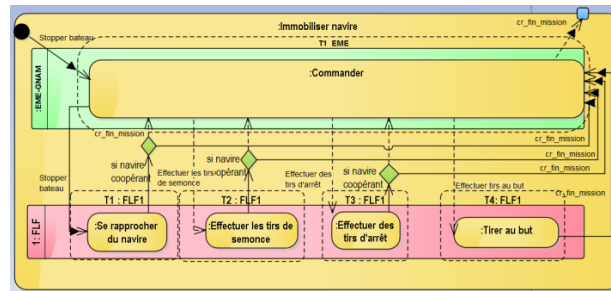 cr_fin_mission
:Immobiliser navire
Stopper bateau
T1 EME
:EME-GNAM
:Commander
cr_fin_mission
cr_fin_mission
cr_fin_mission
si navire
coopérant
si navire
coopérant
si navire
coopérant
Effectuer les tirs
de semonce
Effectuer des
tirs d'arrêt
Effectuer tirs au but
cr_fin_mission
Stopper
bateau
T1 : FLF1
T2 : FLF1
T3 : FLF1
T4: FLF1
1: FLF
:Se rapprocher
du navire
:Effectuer les tirs de
semonce
:Effectuer des
tirs d'arrêt
:Tirer au but